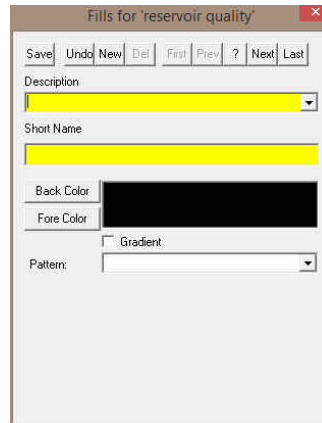 Fills for 'reservoir quality'
Save Undo New Del First Prev ? Next Last
Description
Short Name
Back Color
Fore Color
Gradient
Pattern: